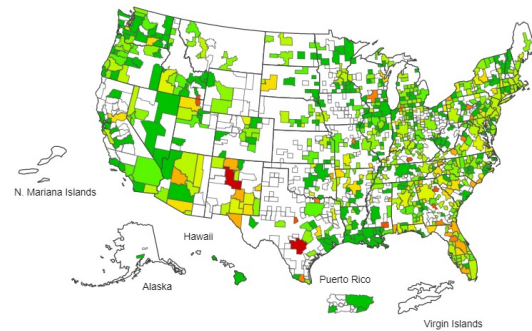 N. Mariana Islands
Hawaii
Puerto Rico
Alaska
Virgin Islands